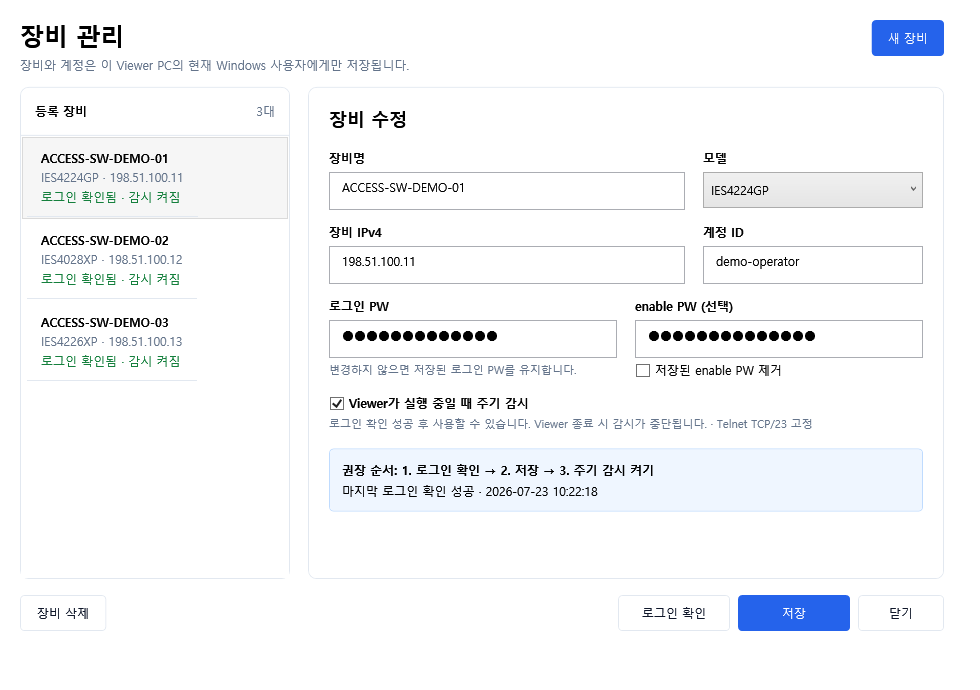 장비 관리
새 장비
장비와 계정은 이 Viewer PC의 현재 Windows 사용자에게만 저장됩니다.
등록 장비
3대
ACCESS-SW-DEMO-01
IES4224GP · 198.51.100.11
로그인 확인됨 · 감시 켜짐
ACCESS-SW-DEMO-02
IES4028XP · 198.51.100.12
로그인 확인됨 · 감시 켜짐
ACCESS-SW-DEMO-03
IES4226XP · 198.51.100.13
로그인 확인됨 · 감시 켜짐
장비 수정
장비명
모델
ACCESS-SW-DEMO-01
IES4224GP
장비 IPv4
계정 ID
198.51.100.11
demo-operator
로그인 PW
enable PW (선택)
●●●●●●●●●●●●●
●●●●●●●●●●●●●●
변경하지 않으면 저장된 로그인 PW를 유지합니다.
저장된 enable PW 제거
Viewer가 실행 중일 때 주기 감시
로그인 확인 성공 후 사용할 수 있습니다. Viewer 종료 시 감시가 중단됩니다. · Telnet TCP/23 고정
권장 순서: 1. 로그인 확인 → 2. 저장 → 3. 주기 감시 켜기
마지막 로그인 확인 성공 · 2026-07-23 10:22:18
장비 삭제
로그인 확인
저장
닫기